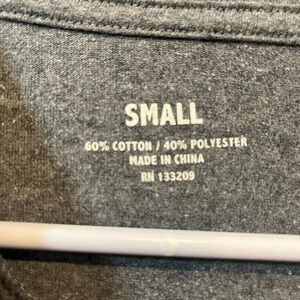 SMALL
60% COTTON / 40% POLYESTER
MADE IN CHINA
RN 133209